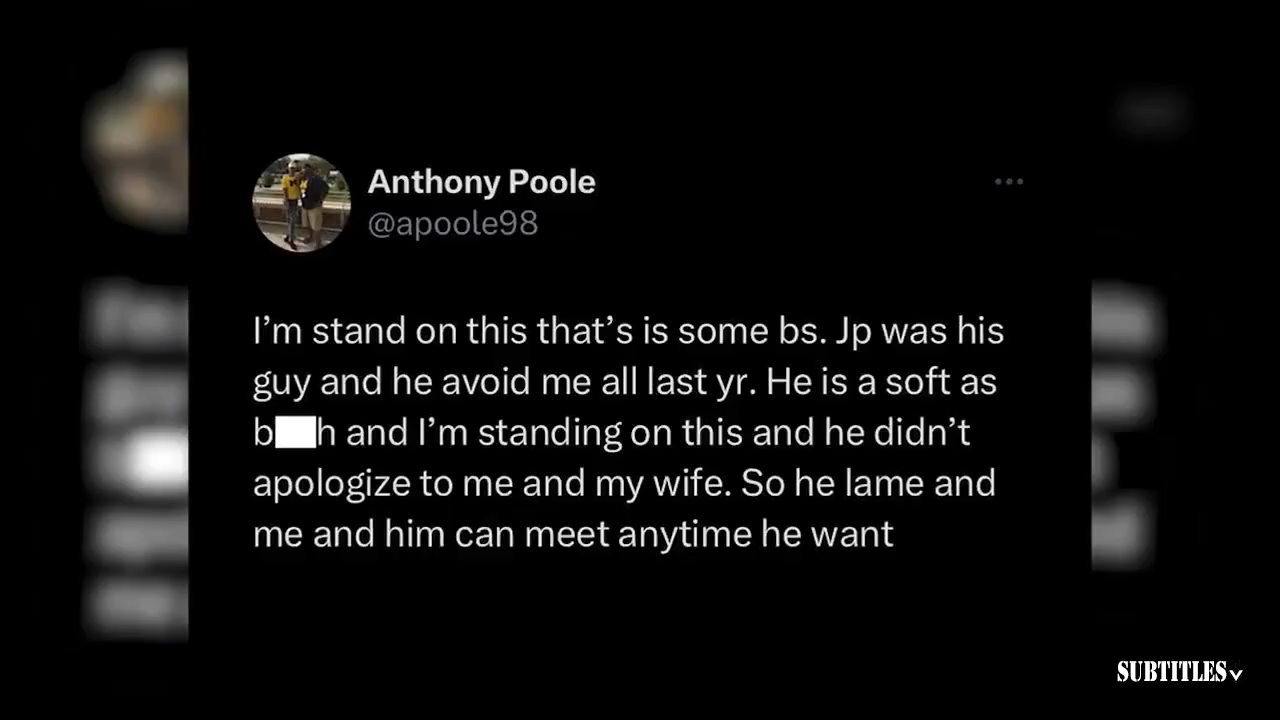 Anthony Poole
@apoole98
I'm stand on this that's is some bs. Jp was his
guy and he avoid me all last yr. He is a soft as
b h and I'm standing on this and he didn't
apologize to me and my wife. So he lame and
me and him can meet anytime he want
SUBTITLES